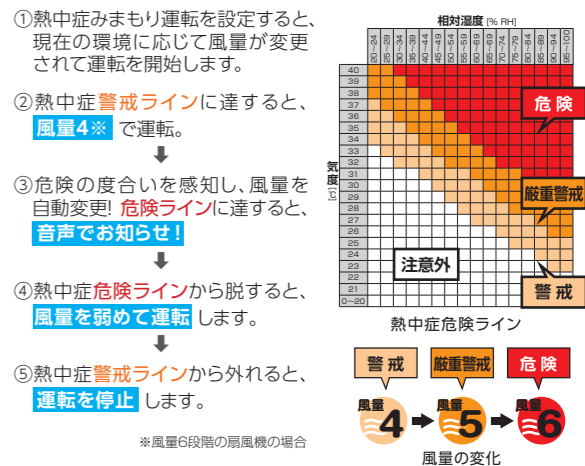 ①熱中症みまもり運転を設定すると、
現在の環境に応じて風量が変更
されて運転を開始します。
②熱中症警戒ラインに達すると、
風量4※ で運転。
③危険の度合いを感知し、風量を
自動変更! 危険ラインに達すると、
音声でお知らせ!
④熱中症危険ラインから脱すると、
風量を弱めて運転 します。
⑤熱中症警戒ラインから外れると、
運転を停止 します。
※風量6段階の扇風機の場合
相対湿度 [% RH]
20~24
25~29
30~34
35~39
40~44
45~49
50~54
55~59
60~64
65~69
70~74
75~79
80~84
85~89
90~94
95~100
気度 [℃]
40
39
38
37
36
35
34
33
32
31
30
29
28
27
26
25
24
23
22
21
0~20
危険
厳重警戒
注意外
警戒
熱中症危険ライン
警戒 厳重警戒 危険
風量4 風量5 風量6
風量の変化